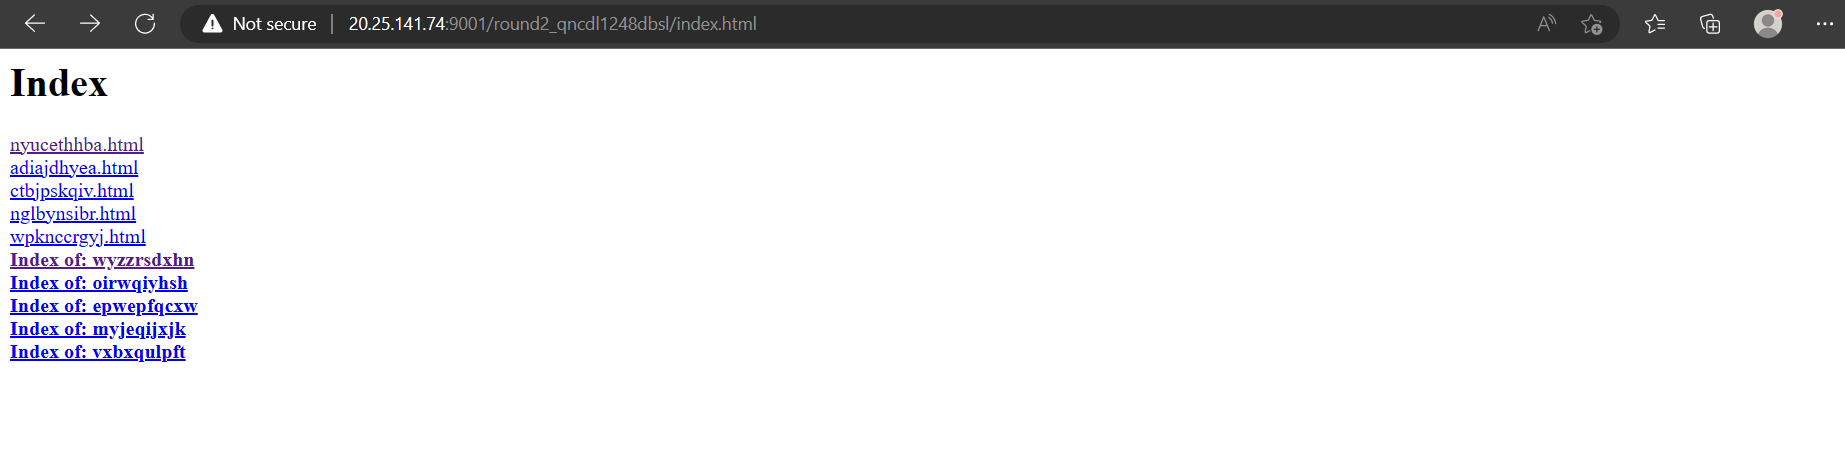 Not secure | 20.25.141.74:9001/round2_qncdl1248dbsl/index.html
Index
nyucethhba.html
adiajdhyea.html
ctbjpskqiv.html
nglbynsibr.html
wpknccrgyj.html
Index of: wyzzrsdxhn
Index of: oirwqiyhsh
Index of: epwepfqcxw
Index of: myjeqijxjk
Index of: vxbxqulpft